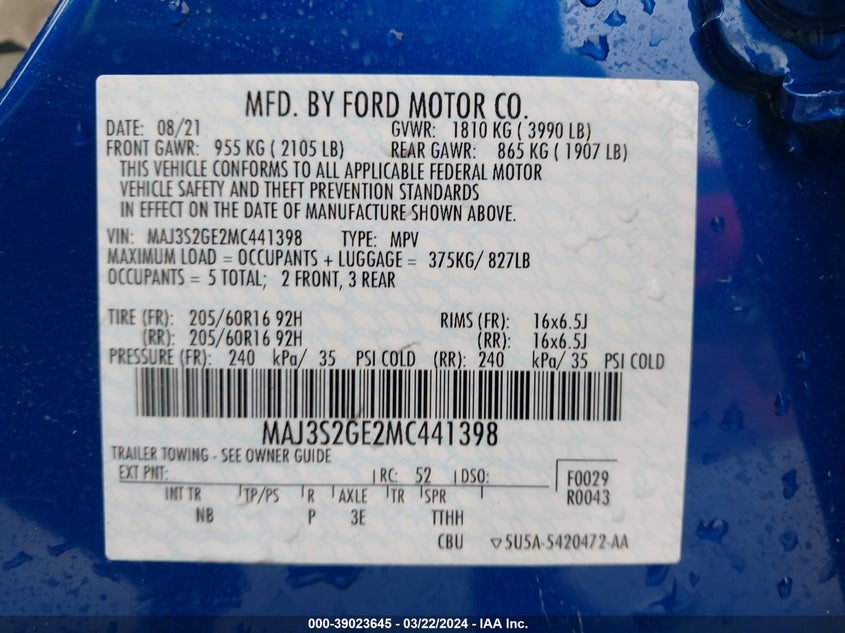 MFD. BY FORD MOTOR CO.
DATE: 08/21 GVWR: 1810 KG ( 3990 LB)
FRONT GAWR: 955 KG ( 2105 LB) REAR GAWR: 865 KG ( 1907 LB)
THIS VEHICLE CONFORMS TO ALL APPLICABLE FEDERAL MOTOR
VEHICLE SAFETY AND THEFT PREVENTION STANDARDS
IN EFFECT ON THE DATE OF MANUFACTURE SHOWN ABOVE.
VIN: MAJ3S2GE2MC441398 TYPE: MPV
MAXIMUM LOAD = OCCUPANTS + LUGGAGE = 375KG/ 827LB
OCCUPANTS = 5 TOTAL; 2 FRONT, 3 REAR
TIRE (FR): 205/60R16 92H RIMS (FR): 16x6.5J
(RR): 205/60R16 92H (RR): 16x6.5J
PRESSURE (FR): 240 kPa/ 35 PSI COLD (RR): 240 kPa/ 35 PSI COLD
MAJ3S2GE2MC441398
TRAILER TOWING - SEE OWNER GUIDE
EXT PNT: RC: 52 DSO: F0029
R0043
INT TR TP/PS R AXLE TR SPR
NB P 3E TTHH
CBU ▽5U5A-5420472-AA
000-39023645 - 03/22/2024 - IAA Inc.